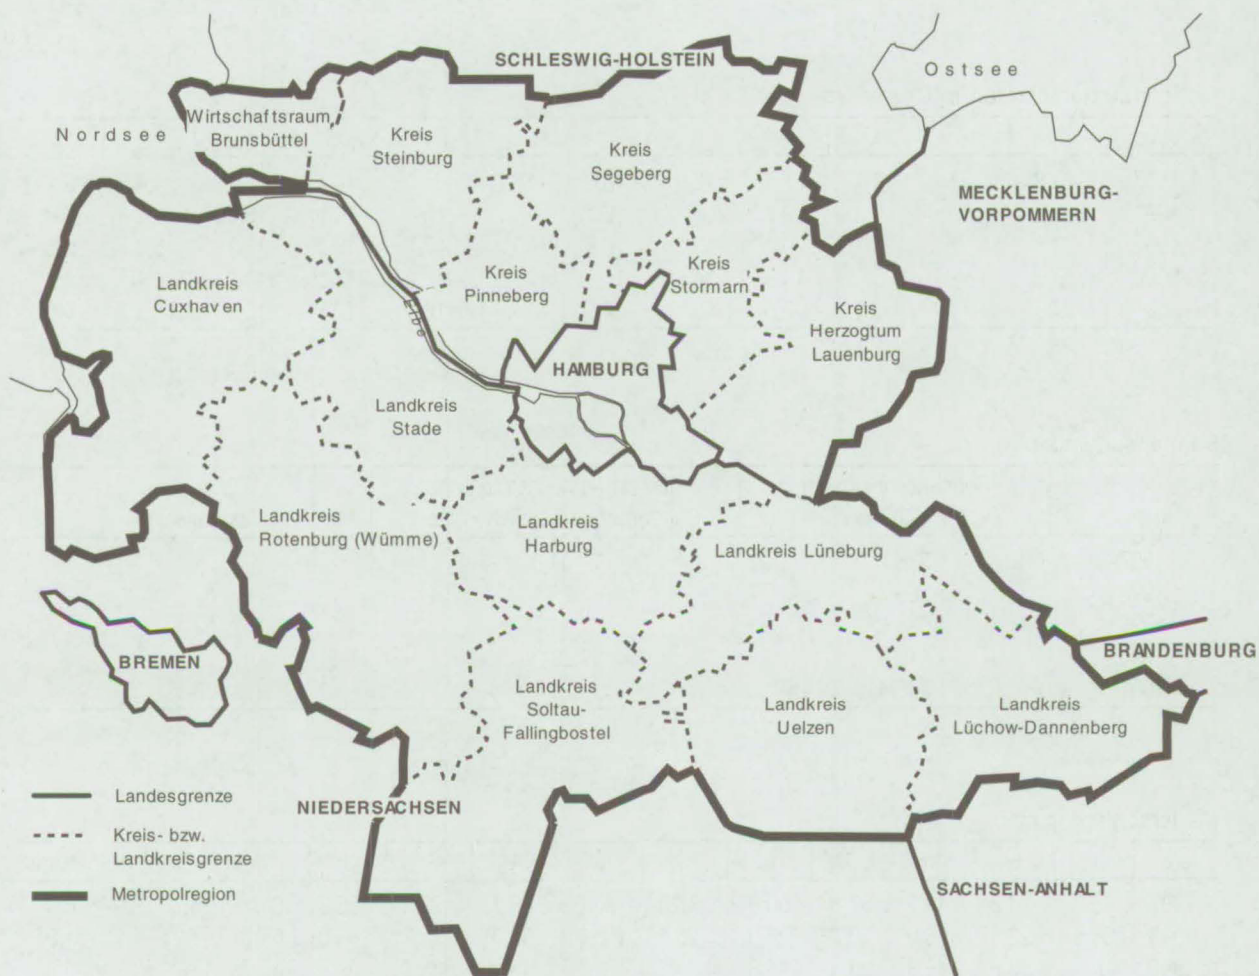 SCHLESWIG-HOLSTEIN
Ostsee
Nordsee
Wirtschaftsraum
Brunsbüttel
Kreis
Steinburg
Kreis
Segeberg
MECKLENBURG-
VORPOMMERN
Landkreis
Cuxhaven
Kreis
Pinneberg
Kreis
Stormarn
Kreis
Herzogtum
Lauenburg
Elbe
HAMBURG
Landkreis
Stade
Landkreis
Rotenburg (Wümme)
Landkreis
Harburg
Landkreis Lüneburg
BREMEN
BRANDENBURG
Landkreis
Soltau-
Fallingbostel
Landkreis
Uelzen
Landkreis
Lüchow-Dannenberg
NIEDERSACHSEN
SACHSEN-ANHALT
Landesgrenze
Kreis- bzw.
Landkreisgrenze
Metropolregion